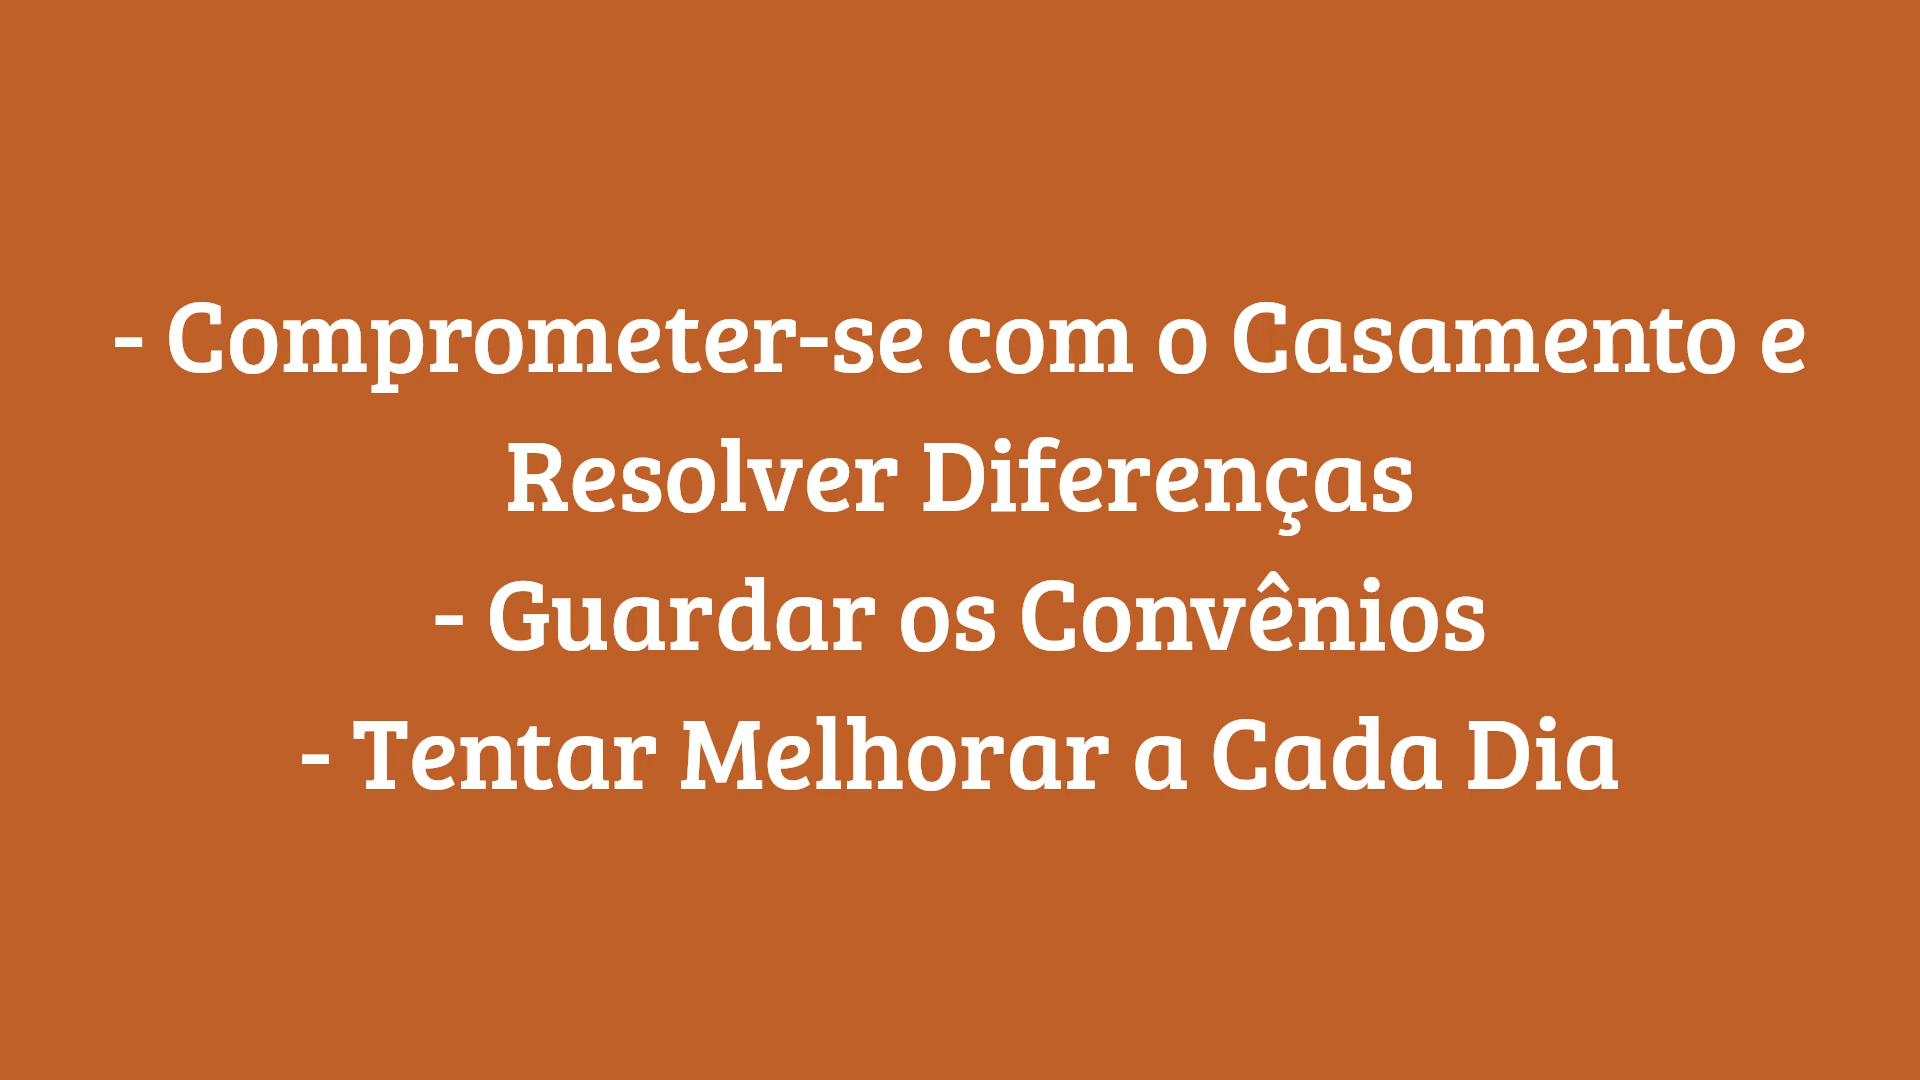 - Comprometer-se com o Casamento e
Resolver Diferenças
- Guardar os Convênios
- Tentar Melhorar a Cada Dia